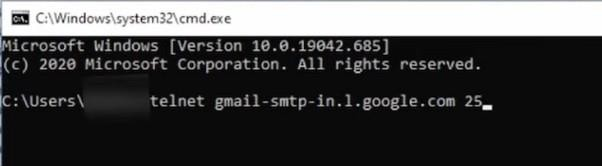 C:\Windows\system32\cmd.exe
Microsoft Windows [Version 10.0.19042.685]
(c) 2020 Microsoft Corporation. All rights reserved.
C:\Users\ telnet gmail-smtp-in.l.google.com 25